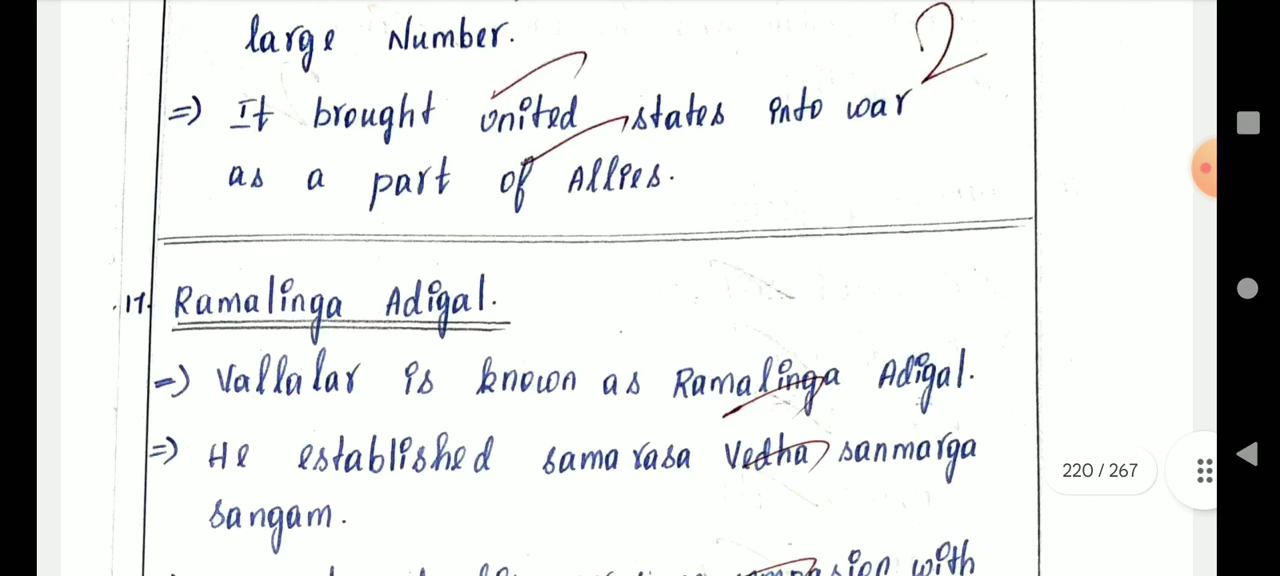 large Number.
2
=) It brought united states into war
as a part of Allies.
17. Ramalinga Adigal.
=) Vallalar is known as Ramalinga Adigal.
=) He established samarasa Vedha sanmarga
sangam.
220 / 267
with